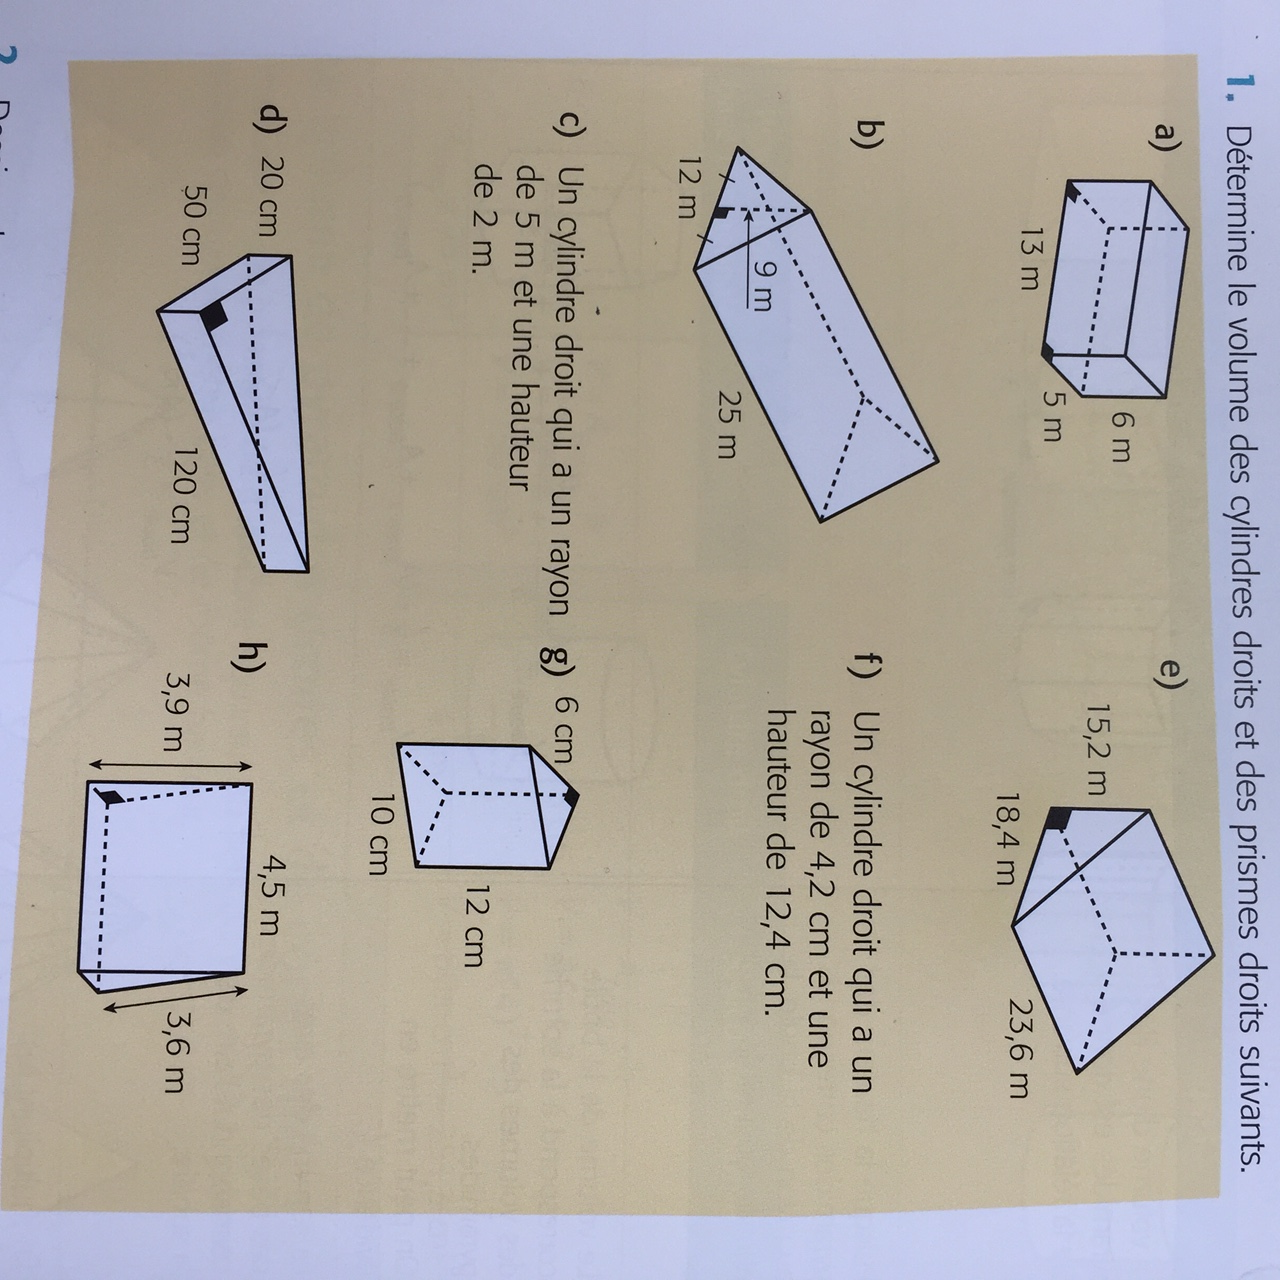 1. Détermine le volume des cylindres droits et des prismes droits suivants.
a)
6 m
13 m
5 m
b)
9 m
12 m
25 m
c) Un cylindre droit qui a un rayon
de 5 m et une hauteur
de 2 m.
d) 20 cm
50 cm
120 cm
e)
15,2 m
18,4 m
23,6 m
f) Un cylindre droit qui a un
rayon de 4,2 cm et une
hauteur de 12,4 cm.
g) 6 cm
12 cm
10 cm
h)
4,5 m
3,9 m
3,6 m
2